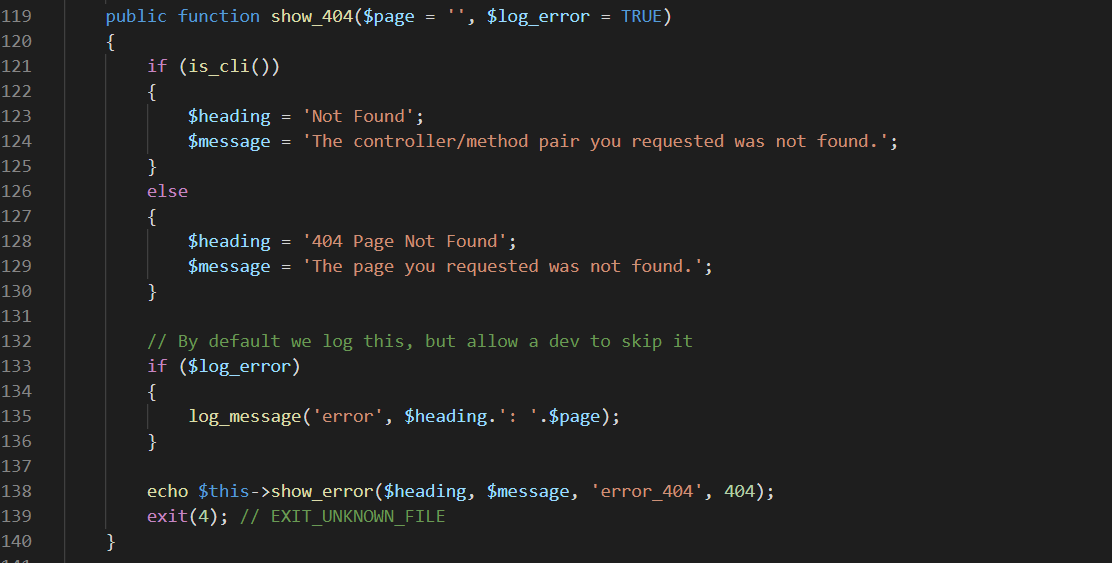 119 public function show_404($page = '', $log_error = TRUE)
120 {
121 if (is_cli())
122 {
123 $heading = 'Not Found';
124 $message = 'The controller/method pair you requested was not found.';
125 }
126 else
127 {
128 $heading = '404 Page Not Found';
129 $message = 'The page you requested was not found.';
130 }
131
132 // By default we log this, but allow a dev to skip it
133 if ($log_error)
134 {
135 log_message('error', $heading.': '.$page);
136 }
137
138 echo $this->show_error($heading, $message, 'error_404', 404);
139 exit(4); // EXIT_UNKNOWN_FILE
140 }
141